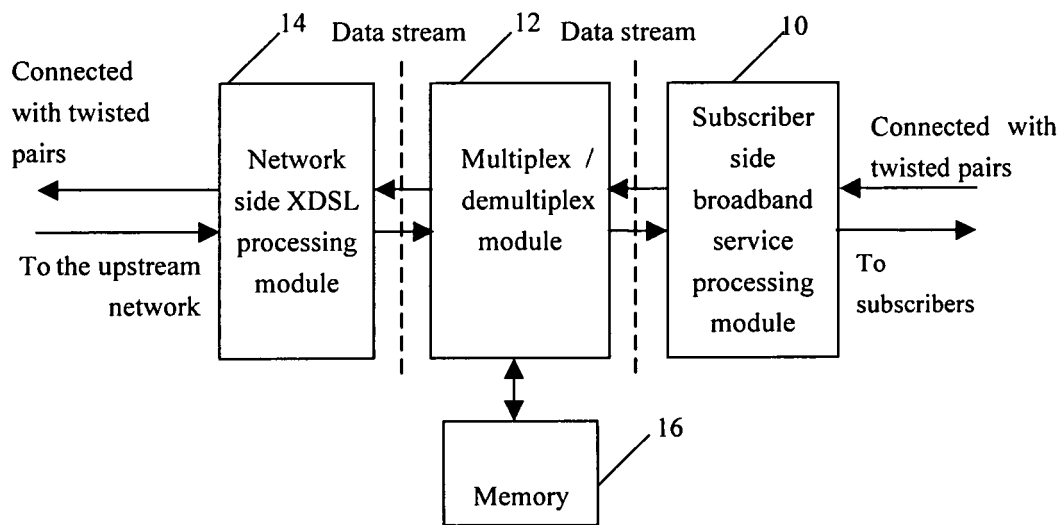 14
Data stream
12
Data stream
10
Connected
with twisted
pairs
Network
side XDSL
processing
module
Multiplex /
demultiplex
module
Subscriber
side
broadband
service
processing
module
Connected with
twisted pairs
To the upstream
network
To
subscribers
16
Memory